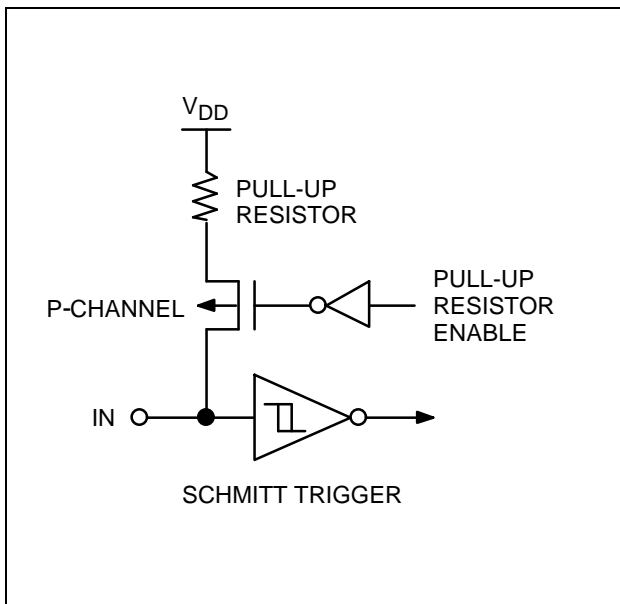 VDD
PULL-UP
RESISTOR
P-CHANNEL
PULL-UP
RESISTOR
ENABLE
IN
SCHMITT TRIGGER